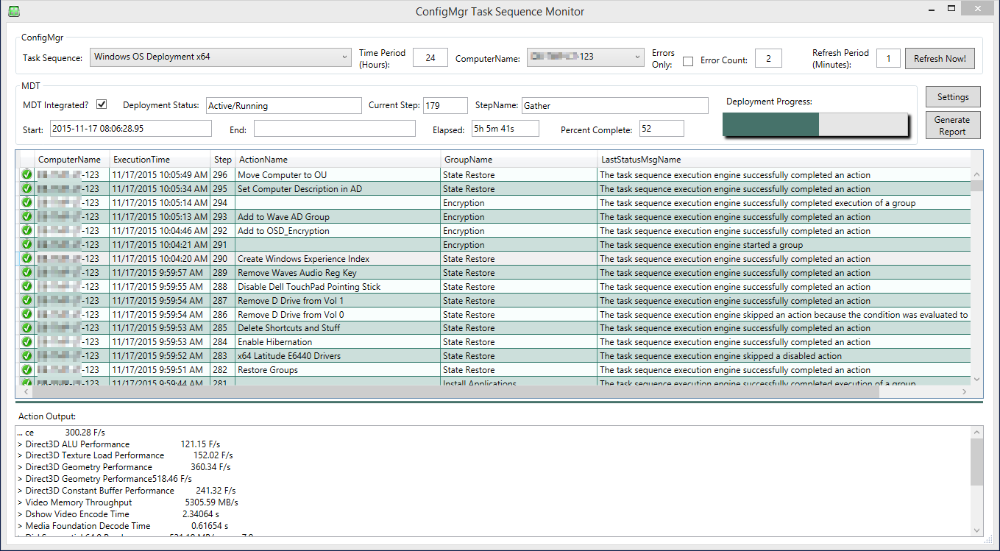 ConfigMgr Task Sequence Monitor
ConfigMgr
Task Sequence: Windows OS Deployment x64 Time Period (Hours): 24 ComputerName: -123 Errors Only: Error Count: 2 Refresh Period (Minutes): 1 Refresh Now!
MDT
MDT Integrated? Deployment Status: Active/Running Current Step: 179 StepName: Gather Deployment Progress: Settings
Start: 2015-11-17 08:06:28.95 End: Elapsed: 5h 5m 41s Percent Complete: 52 Generate Report
ComputerName ExecutionTime Step ActionName GroupName LastStatusMsgName
-123 11/17/2015 10:05:49 AM 296 Move Computer to OU State Restore The task sequence execution engine successfully completed an action
-123 11/17/2015 10:05:34 AM 295 Set Computer Description in AD State Restore The task sequence execution engine successfully completed an action
-123 11/17/2015 10:05:14 AM 294 Encryption The task sequence execution engine successfully completed execution of a group
-123 11/17/2015 10:05:13 AM 293 Add to Wave AD Group Encryption The task sequence execution engine successfully completed an action
-123 11/17/2015 10:04:46 AM 292 Add to OSD_Encryption Encryption The task sequence execution engine successfully completed an action
-123 11/17/2015 10:04:21 AM 291 Encryption The task sequence execution engine started a group
-123 11/17/2015 10:04:20 AM 290 Create Windows Experience Index State Restore The task sequence execution engine successfully completed an action
-123 11/17/2015 9:59:57 AM 289 Remove Waves Audio Reg Key State Restore The task sequence execution engine successfully completed an action
-123 11/17/2015 9:59:55 AM 288 Disable Dell TouchPad Pointing Stick State Restore The task sequence execution engine successfully completed an action
-123 11/17/2015 9:59:54 AM 287 Remove D Drive from Vol 1 State Restore The task sequence execution engine successfully completed an action
-123 11/17/2015 9:59:54 AM 286 Remove D Drive from Vol 0 State Restore The task sequence execution engine skipped an action because the condition was evaluated to
-123 11/17/2015 9:59:53 AM 285 Delete Shortcuts and Stuff State Restore The task sequence execution engine successfully completed an action
-123 11/17/2015 9:59:53 AM 284 Enable Hibernation State Restore The task sequence execution engine successfully completed an action
-123 11/17/2015 9:59:52 AM 283 x64 Latitude E6440 Drivers State Restore The task sequence execution engine skipped a disabled action
-123 11/17/2015 9:59:51 AM 282 Restore Groups State Restore The task sequence execution engine successfully completed an action
-123 11/17/2015 9:59:44 AM 281 Install Applications The task sequence execution engine successfully completed execution of a group
Action Output:
... ce 300.28 F/s
> Direct3D ALU Performance 121.15 F/s
> Direct3D Texture Load Performance 152.02 F/s
> Direct3D Geometry Performance 360.34 F/s
> Direct3D Geometry Performance518.46 F/s
> Direct3D Constant Buffer Performance 241.32 F/s
> Video Memory Throughput 5305.59 MB/s
> Dshow Video Encode Time 2.34064 s
> Media Foundation Decode Time 0.61654 s